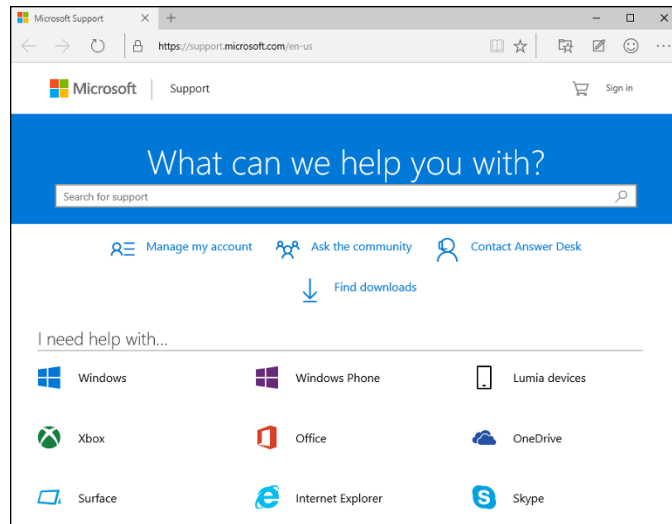 Microsoft Support
https://support.microsoft.com/en-us
Microsoft Support Sign in
What can we help you with?
Search for support
Manage my account Ask the community Contact Answer Desk
Find downloads
I need help with...
Windows Windows Phone Lumia devices
Xbox Office OneDrive
Surface Internet Explorer Skype